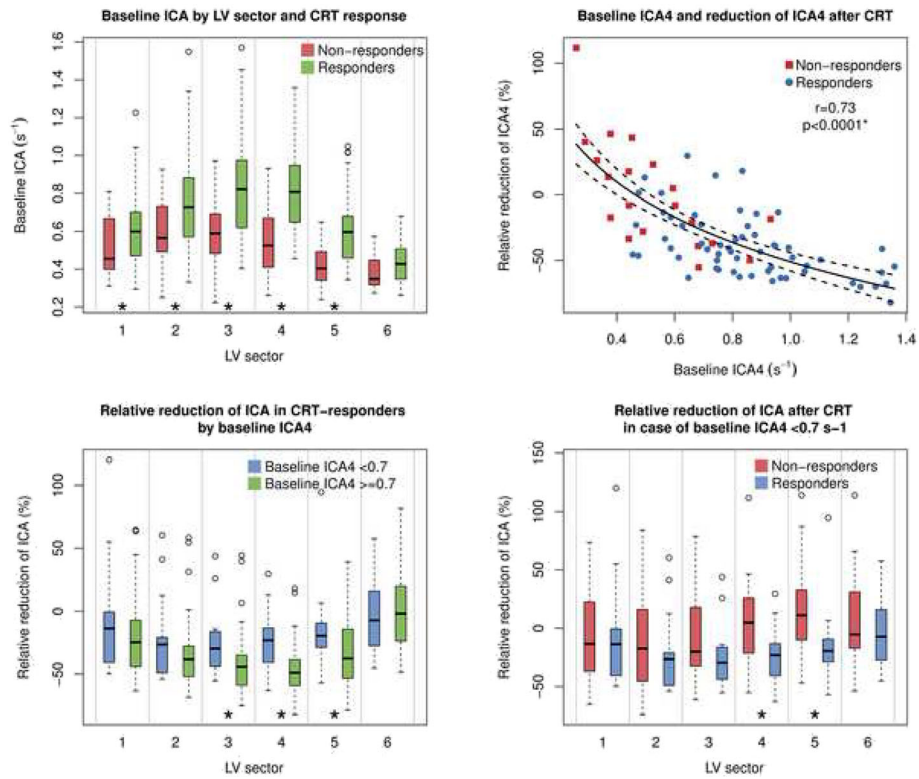 Baseline ICA by LV sector and CRT response
Non-responders
Responders
Baseline ICA (s⁻¹)
0.2 0.4 0.6 0.8 1.0 1.2 1.4 1.6
* * * * *
1 2 3 4 5 6
LV sector
Baseline ICA4 and reduction of ICA4 after CRT
Non-responders
Responders
r=0.73
p<0.0001*
Relative reduction of ICA4 (%)
−50 0 50 100
0.4 0.6 0.8 1.0 1.2 1.4
Baseline ICA4 (s⁻¹)
Relative reduction of ICA in CRT−responders
by baseline ICA4
Baseline ICA4 <0.7
Baseline ICA4 >=0.7
Relative reduction of ICA (%)
−50 0 50 100
* * *
1 2 3 4 5 6
LV sector
Relative reduction of ICA after CRT
in case of baseline ICA4 <0.7 s−1
Non-responders
Responders
Relative reduction of ICA (%)
−50 0 50 100 150
* *
1 2 3 4 5 6
LV sector